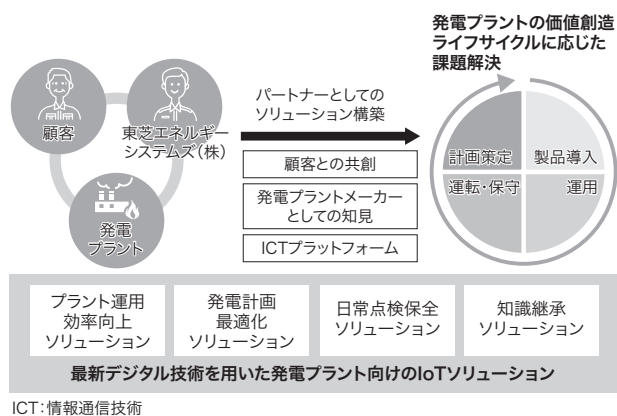 発電プラントの価値創造
ライフサイクルに応じた
課題解決
顧客
東芝エネルギー
システムズ(株)
発電
プラント
パートナーとしての
ソリューション構築
顧客との共創
発電プラントメーカー
としての知見
ICTプラットフォーム
計画策定
製品導入
運転・保守
運用
プラント運用
効率向上
ソリューション
発電計画
最適化
ソリューション
日常点検保全
ソリューション
知識継承
ソリューション
最新デジタル技術を用いた発電プラント向けのIoTソリューション
ICT:情報通信技術